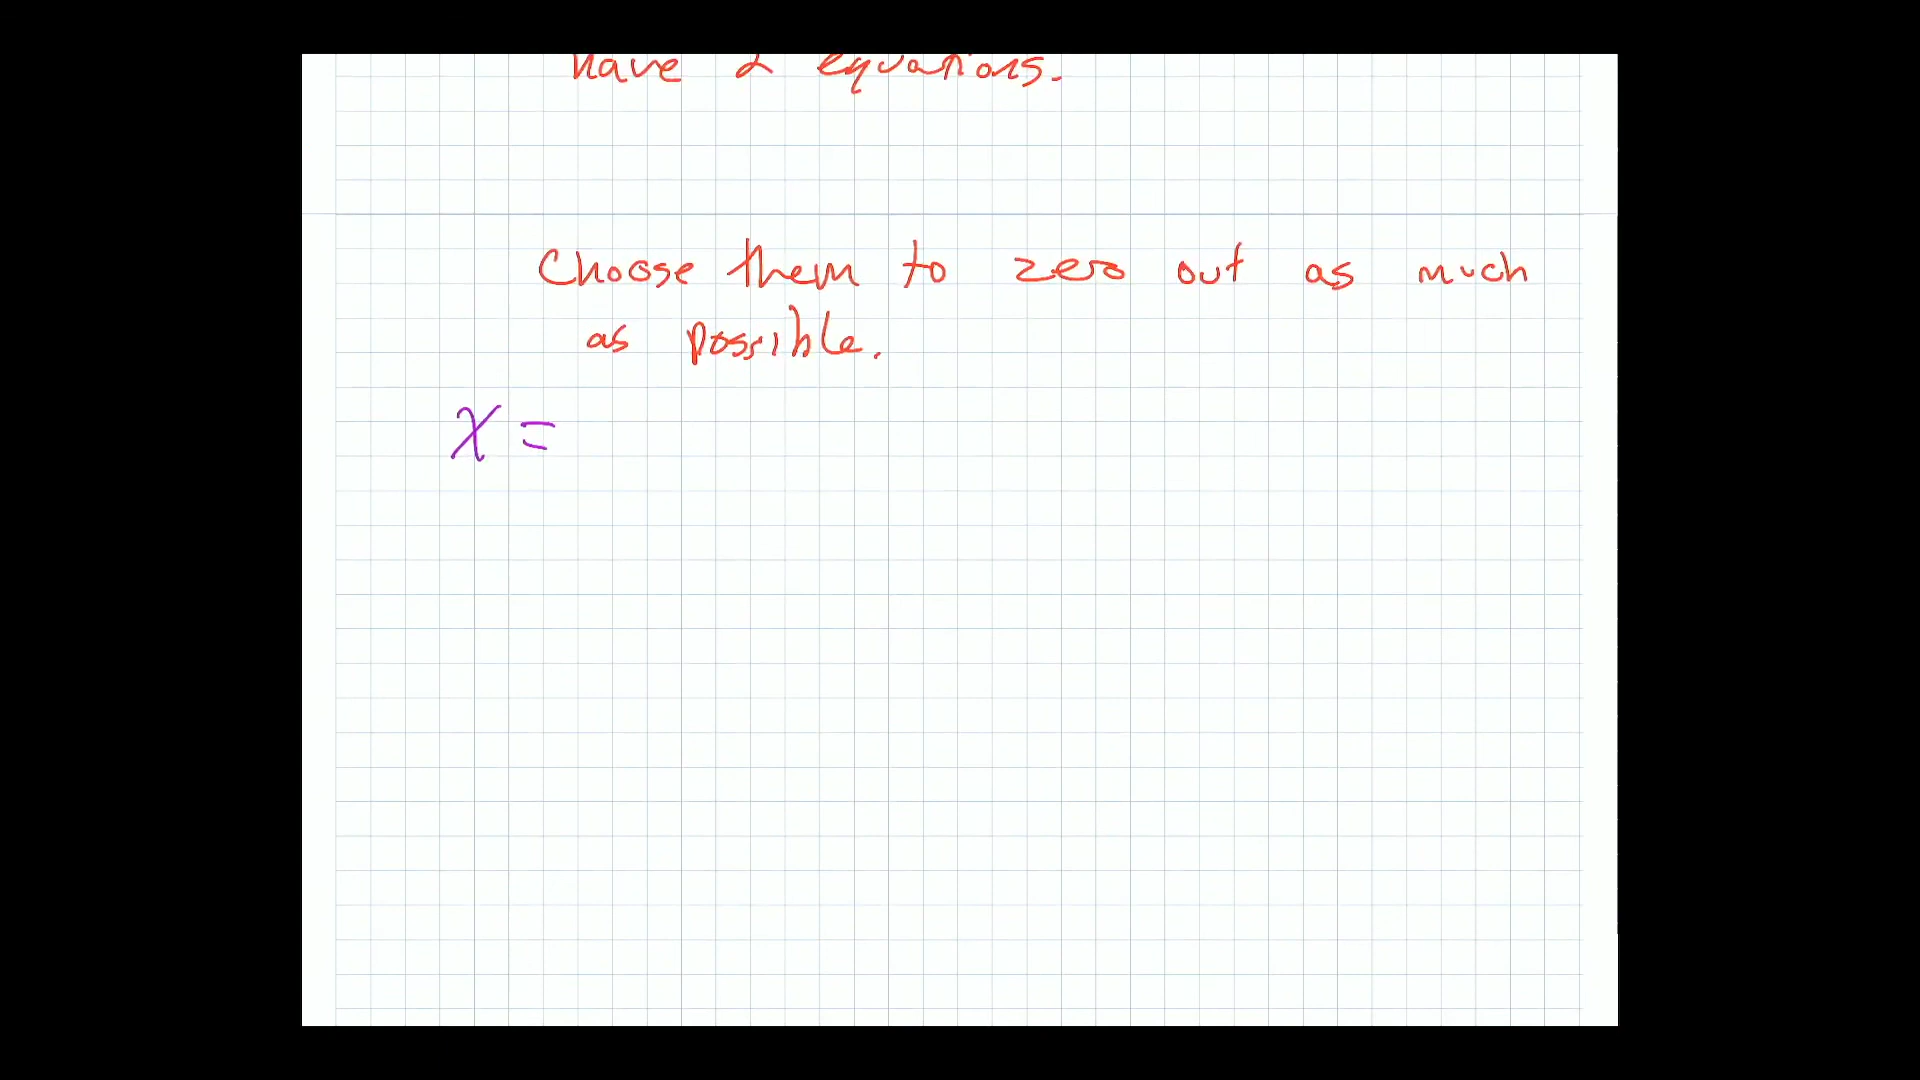 have 2 equations.
Choose them to zero out as much
as possible.
x =